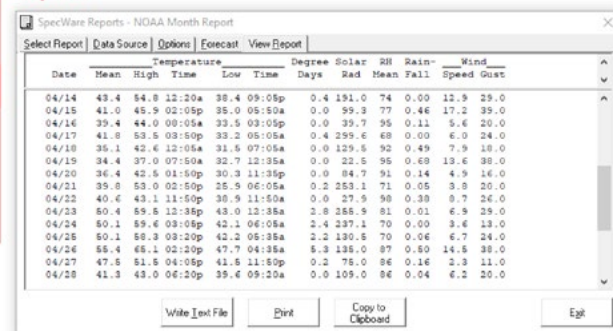 SpecWare Reports - NOAA Month Report
Select Report Data Source Options Forecast View Report
Temperature Degree Solar RH Rain- Wind
Date Mean High Time Low Time Days Rad Mean Fall Speed Gust
04/14 43.4 54.8 12:20a 38.4 09:05p 0.4 191.0 74 0.00 12.9 29.0
04/15 41.0 45.9 02:05p 35.0 05:50a 0.0 99.3 77 0.46 17.2 39.0
04/16 39.4 44.0 08:05a 33.5 03:05p 0.0 39.7 95 0.11 5.6 20.0
04/17 41.8 53.5 03:50p 33.2 05:05a 0.4 299.6 68 0.00 6.0 24.0
04/18 35.1 42.6 12:05a 31.5 07:05a 0.0 129.5 92 0.49 7.9 18.0
04/19 34.4 37.0 07:50a 32.7 12:35a 0.0 22.5 95 0.68 13.6 38.0
04/20 36.4 42.5 01:50p 30.3 11:35p 0.0 84.7 91 0.14 4.9 16.0
04/21 39.8 53.0 02:50p 25.9 06:05a 0.2 253.1 71 0.05 3.8 20.0
04/22 40.6 43.1 11:50p 38.9 11:50a 0.0 27.9 98 0.38 8.7 26.0
04/23 50.4 59.5 12:35p 43.0 12:35a 2.8 255.9 81 0.01 6.9 29.0
04/24 50.1 59.6 03:05p 42.1 06:05a 2.4 237.1 70 0.00 3.6 13.0
04/25 50.1 58.3 03:20p 42.2 05:35a 2.2 130.5 70 0.06 6.7 24.0
04/26 55.4 65.1 02:20p 47.7 04:35a 5.3 135.0 87 0.50 14.5 38.0
04/27 47.5 51.5 04:05p 41.5 11:50p 0.2 75.0 86 0.16 2.3 11.0
04/28 41.3 43.0 06:20p 39.6 09:20a 0.0 109.0 86 0.04 6.2 20.0
Write Text File Print Copy to Clipboard Exit